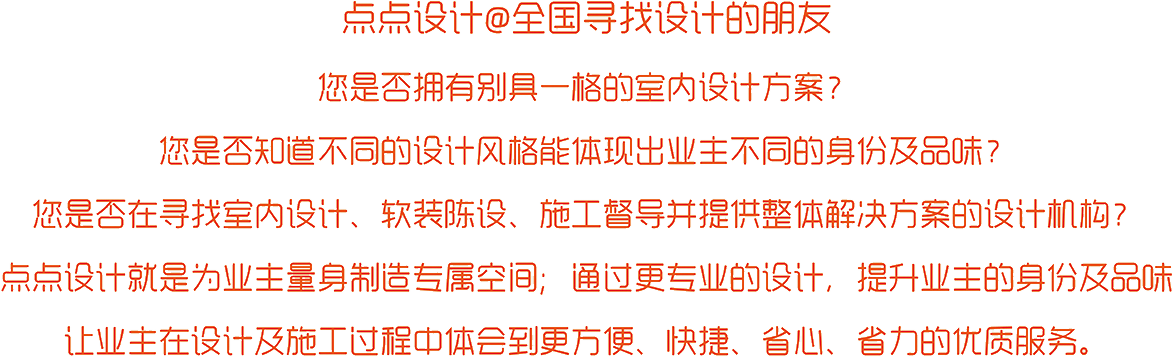 点点设计@全国寻找设计的朋友
您是否拥有别具一格的室内设计方案？
您是否知道不同的设计风格能体现出业主不同的身份及品味？
您是否在寻找室内设计、软装陈设、施工督导并提供整体解决方案的设计机构？
点点设计就是为业主量身制造专属空间；通过更专业的设计，提升业主的身份及品味
让业主在设计及施工过程中体会到更方便、快捷、省心、省力的优质服务。